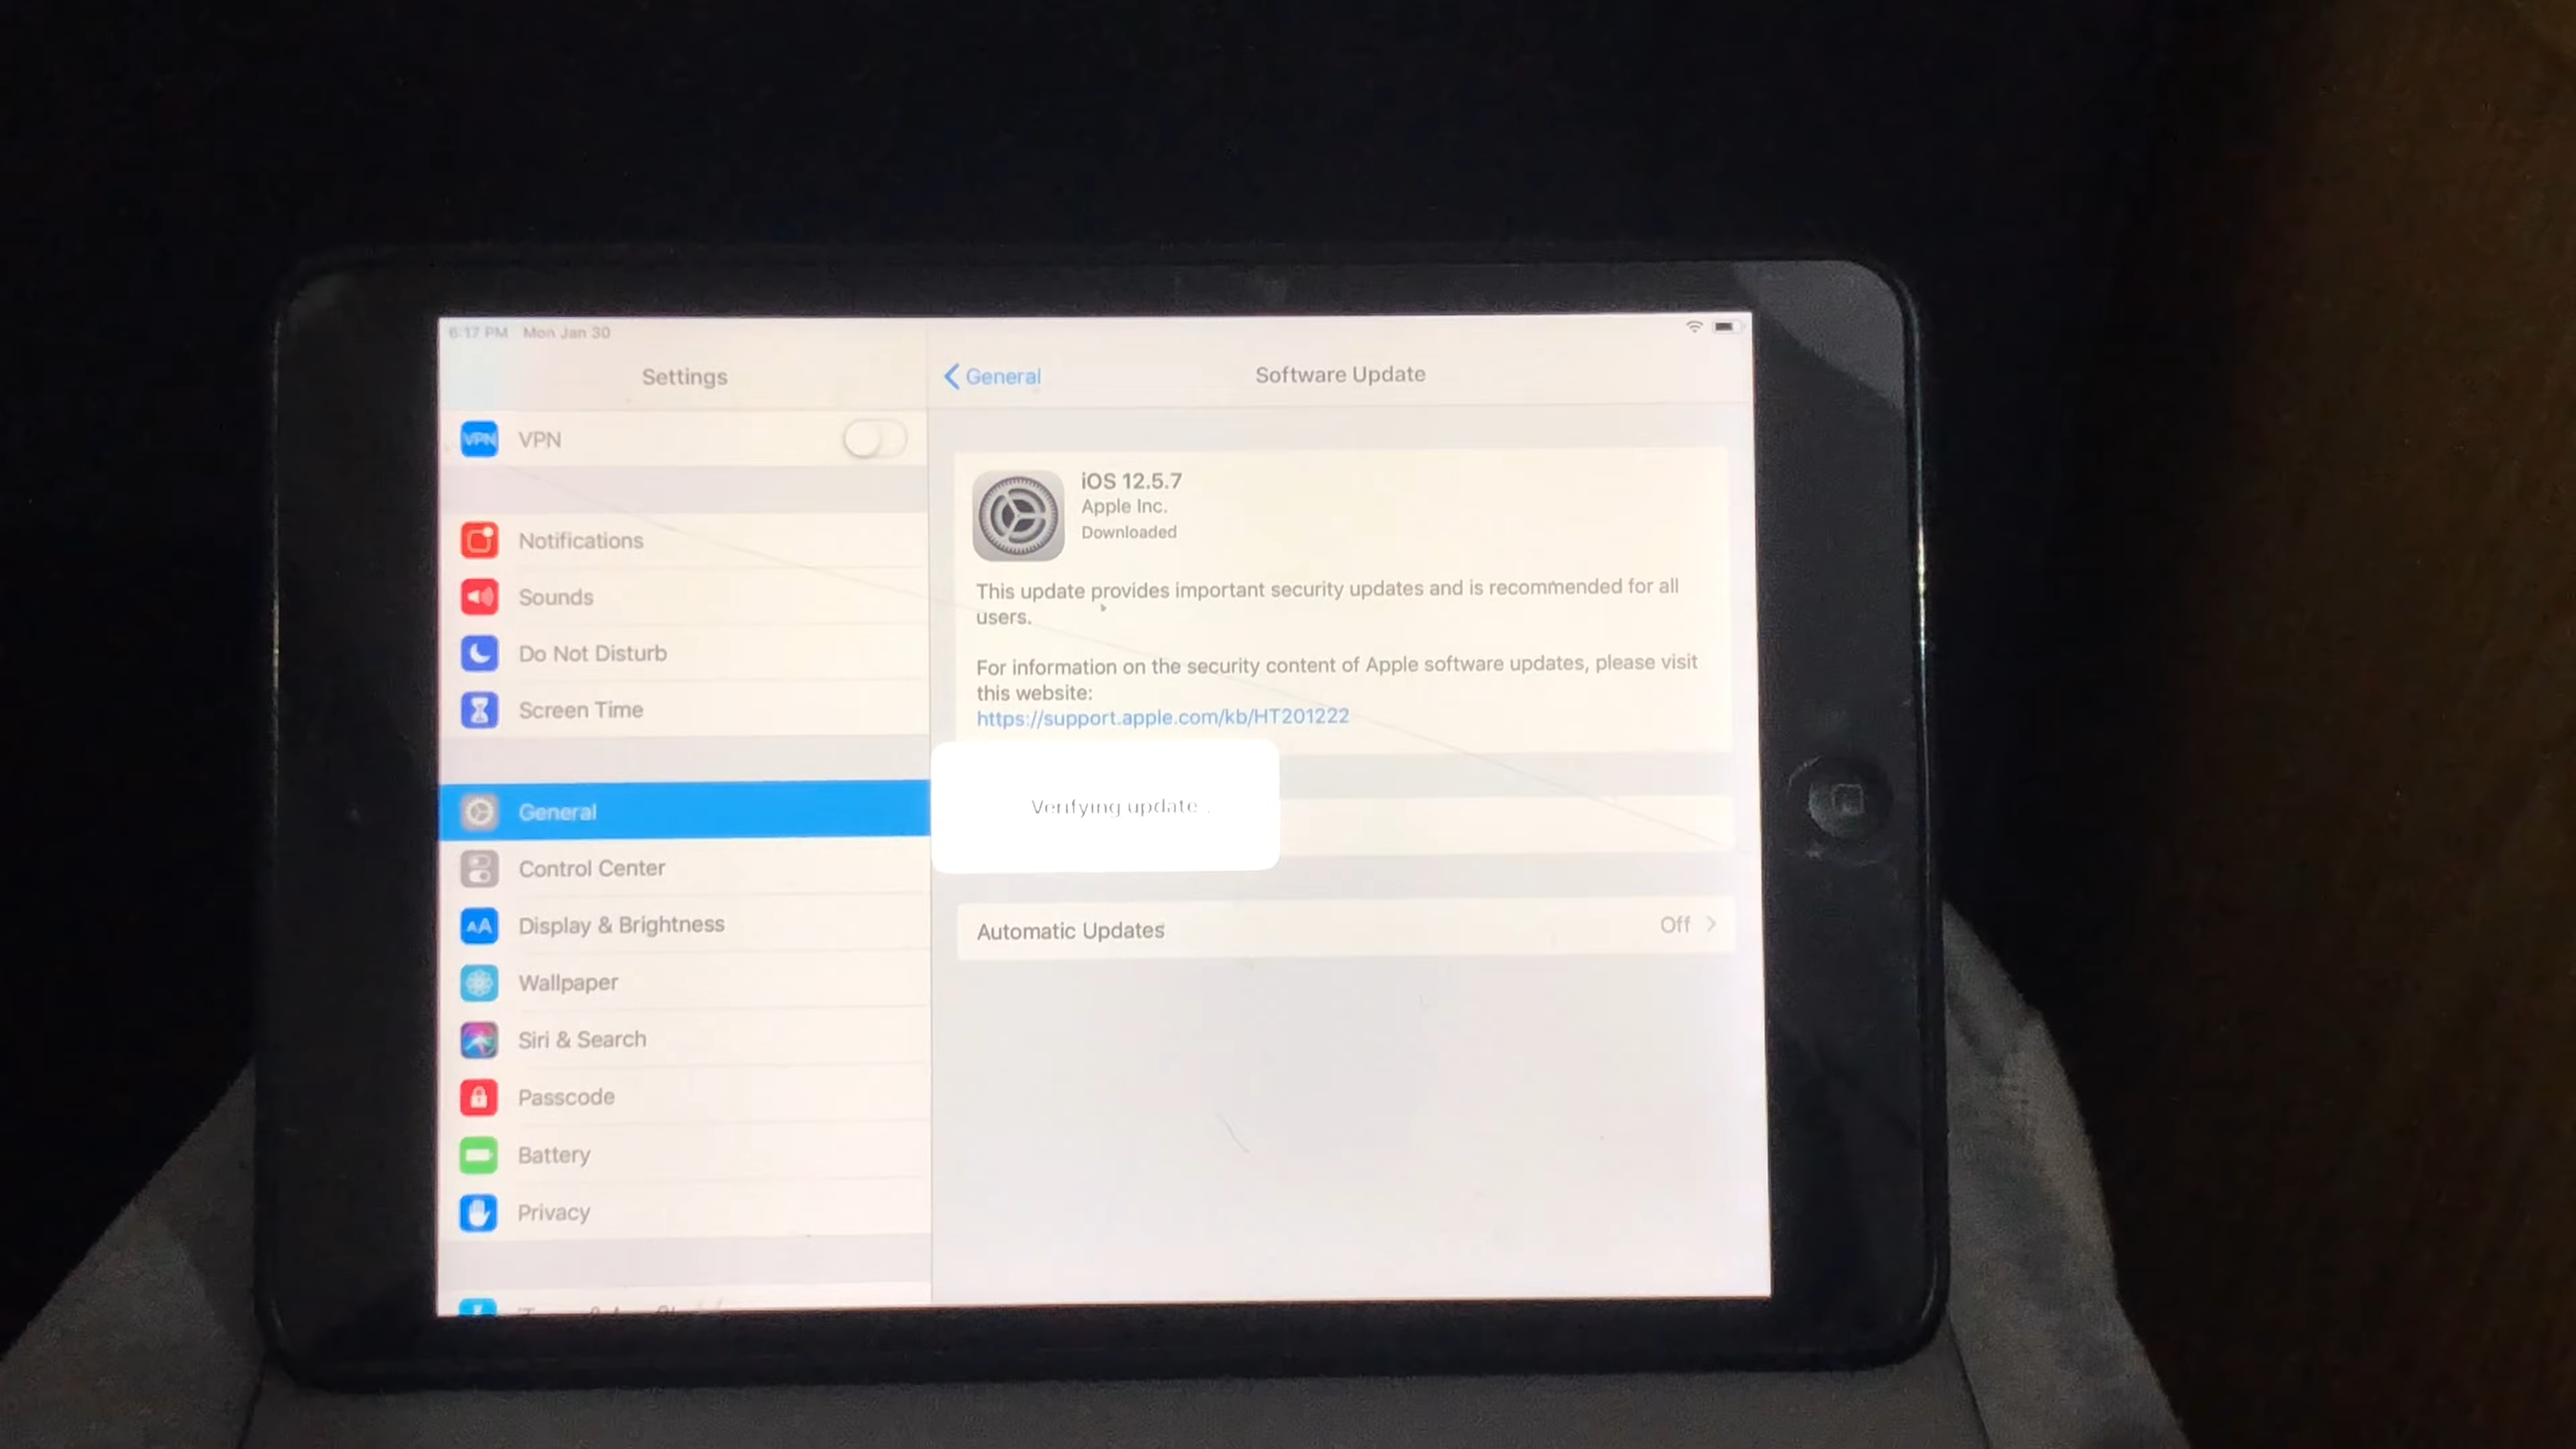 6:17 PM Mon Jan 30
Settings
VPN VPN
Notifications
Sounds
Do Not Disturb
Screen Time
General
Control Center
AA Display & Brightness
Wallpaper
Siri & Search
Passcode
Battery
Privacy
General
Software Update
iOS 12.5.7
Apple Inc.
Downloaded
This update provides important security updates and is recommended for all
users.
For information on the security content of Apple software updates, please visit
this website:
https://support.apple.com/kb/HT201222
Verifying update...
Automatic Updates Off